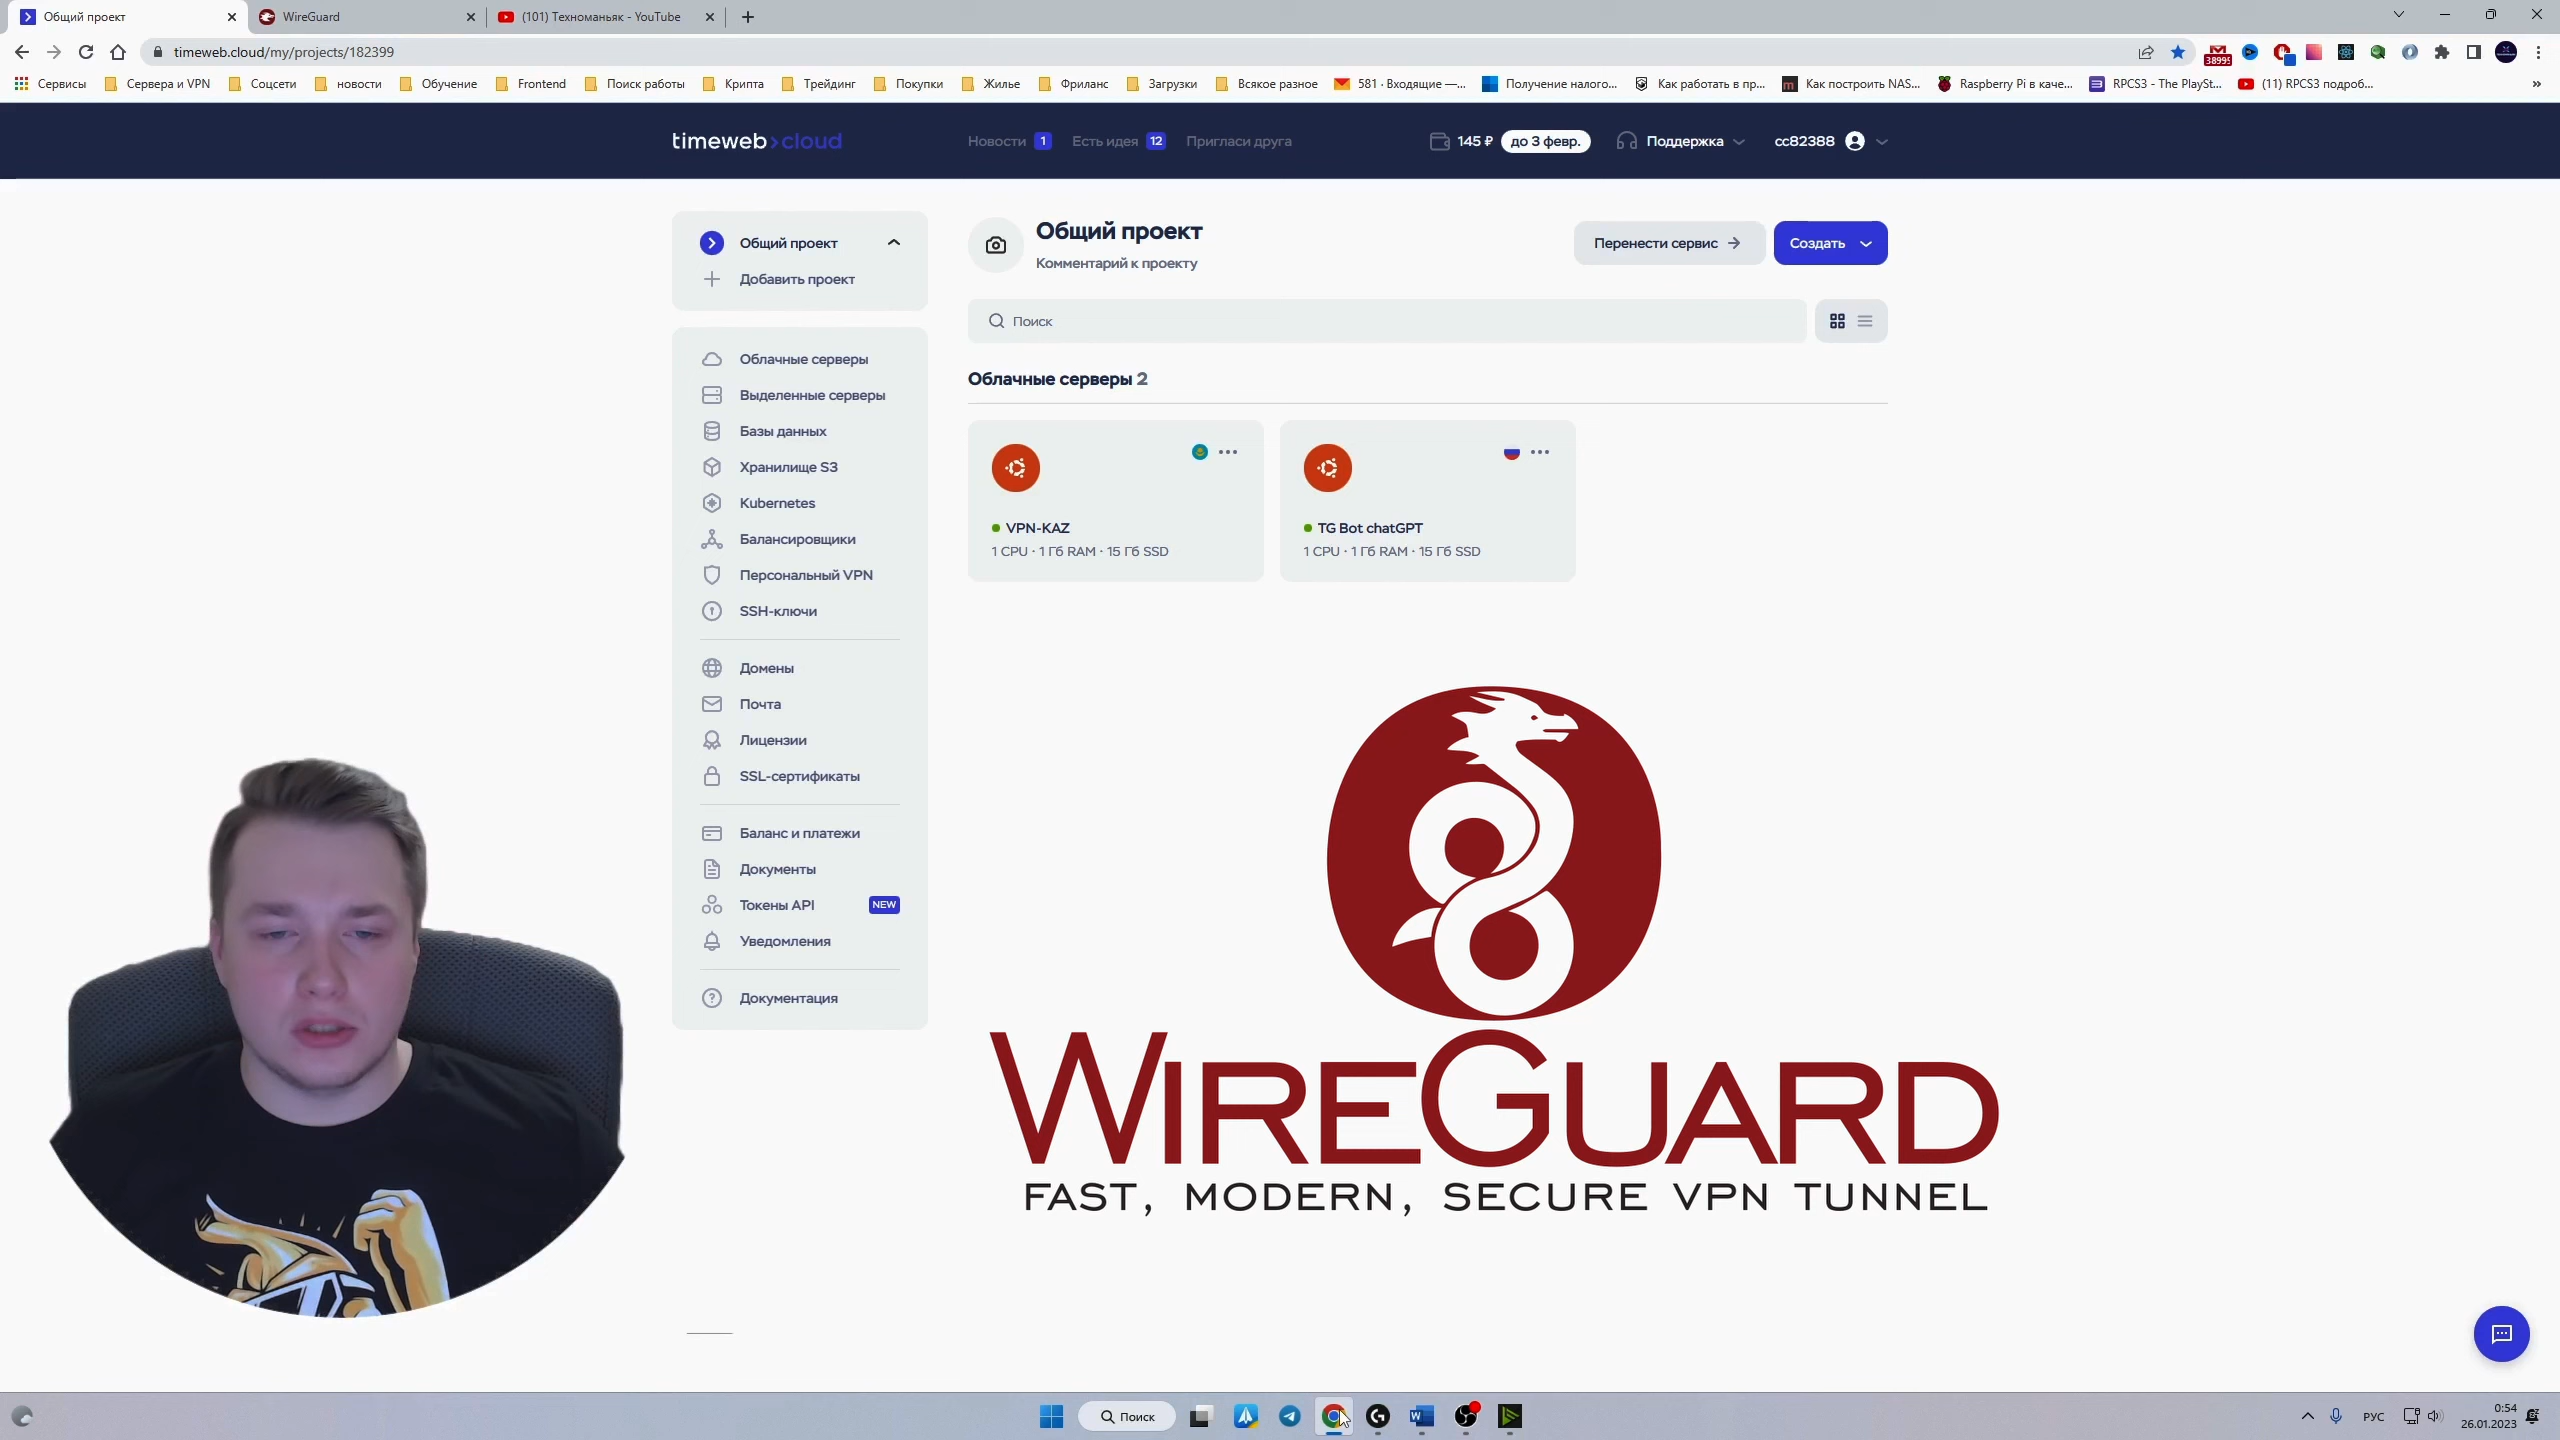 Общий проект
WireGuard
(101) Техноманьяк - YouTube
timeweb.cloud/my/projects/182399
38995
Сервисы
Сервера и VPN
Соцсети
новости
Обучение
Frontend
Поиск работы
Крипта
Трейдинг
Покупки
Жилье
Фриланс
Загрузки
Всякое разное
581 · Входящие —...
Получение налого...
Как работать в пр...
Как построить NAS...
Raspberry Pi в каче...
RPCS3 - The PlaySt...
(11) RPCS3 подроб...
timeweb>cloud
Новости 1
Есть идея 12
Пригласи друга
145 ₽ до 3 февр.
Поддержка
cc82388
Общий проект
Добавить проект
Облачные серверы
Выделенные серверы
Базы данных
Хранилище S3
Kubernetes
Балансировщики
Персональный VPN
SSH-ключи
Домены
Почта
Лицензии
SSL-сертификаты
Баланс и платежи
Документы
Токены API NEW
Уведомления
Документация
Общий проект
Комментарий к проекту
Перенести сервис
Создать
Поиск
Облачные серверы 2
VPN-KAZ
1 CPU · 1 Гб RAM · 15 Гб SSD
TG Bot chatGPT
1 CPU · 1 Гб RAM · 15 Гб SSD
WIREGUARD
FAST, MODERN, SECURE VPN TUNNEL
Поиск
РУС
0:54
26.01.2023